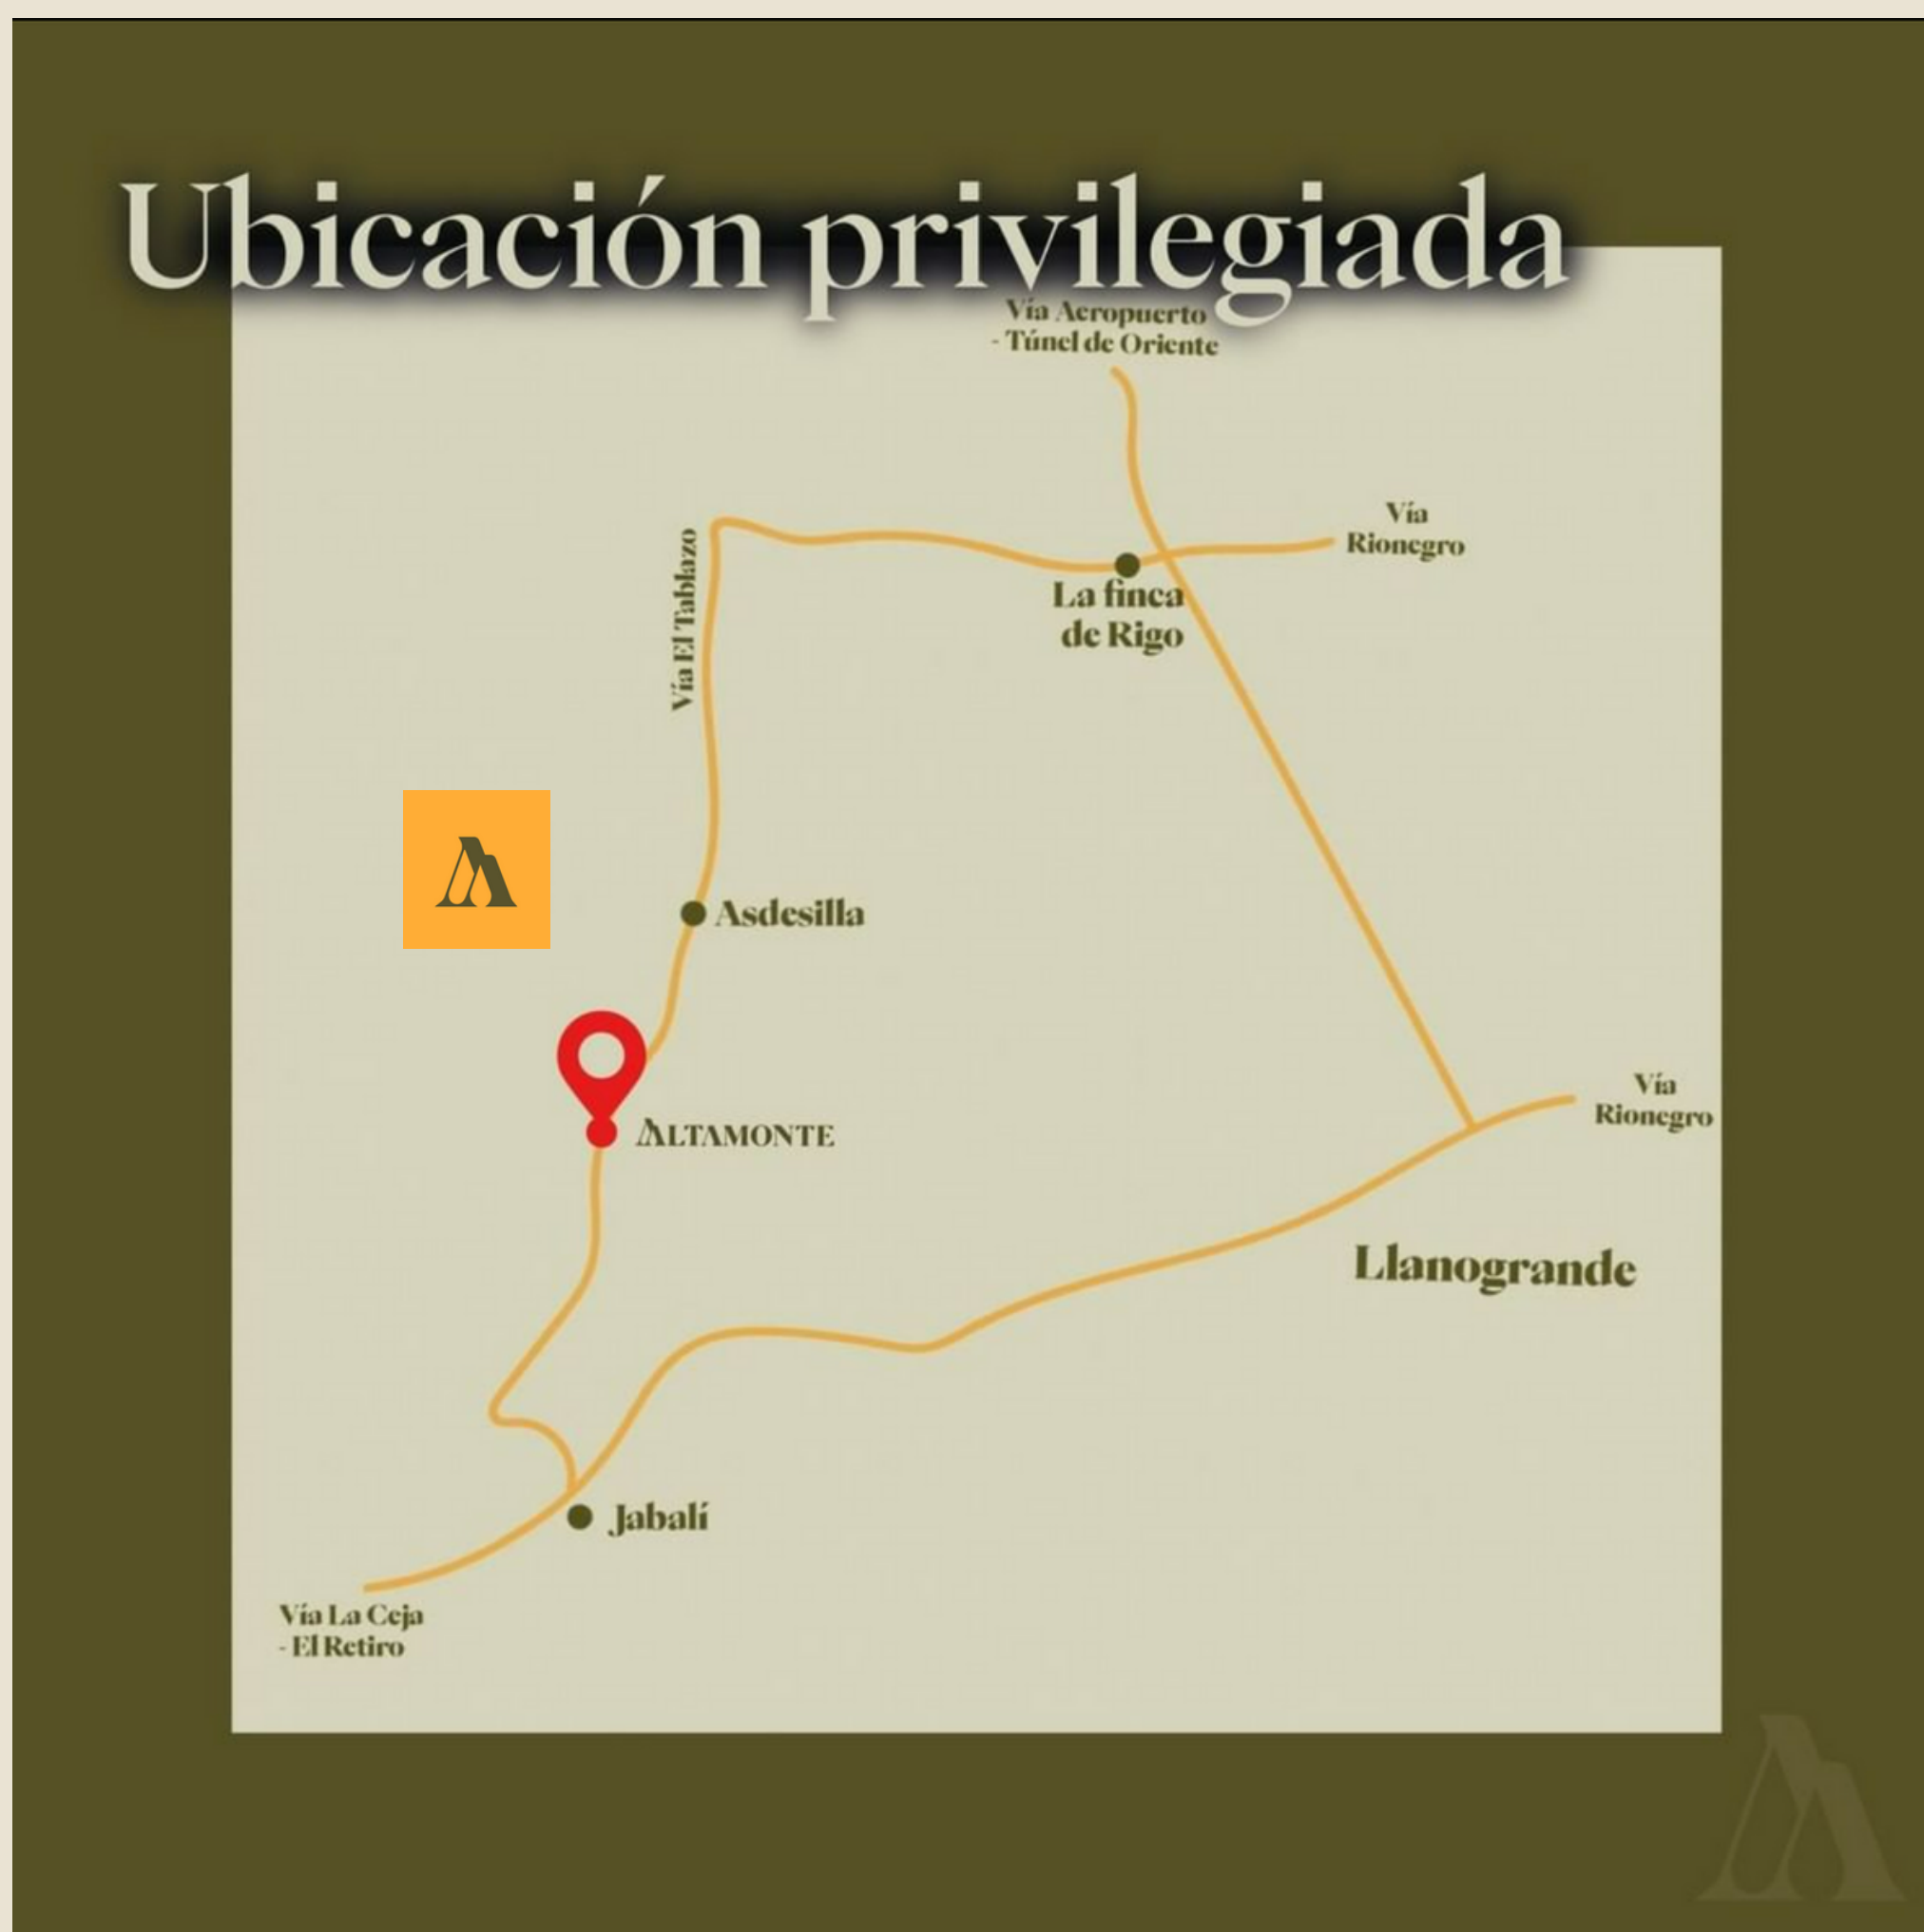 Ubicación privilegiada
Vía Aeropuerto
- Túnel de Oriente
Vía
Rionegro
Vía El Tablazo
La finca
de Rigo
Asdesilla
ALTAMONTE
Vía
Rionegro
Llanogrande
Jabalí
Vía La Ceja
- El Retiro